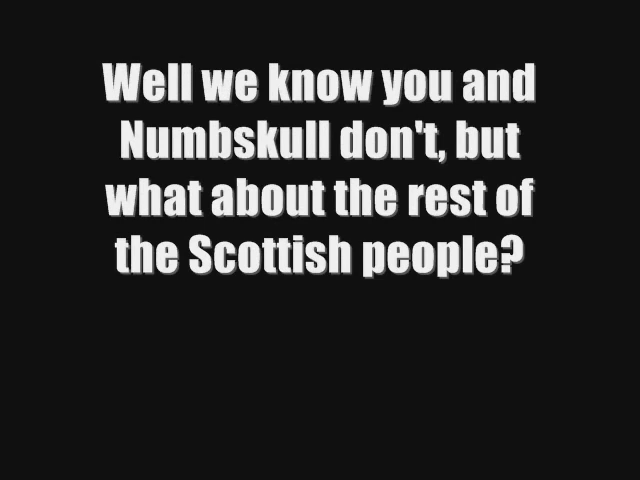 Well we know you and
Numbskull don't, but
what about the rest of
the Scottish people?